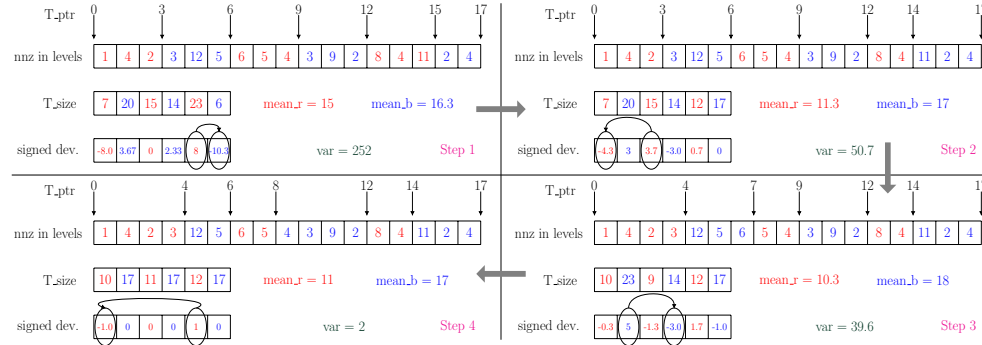 T_ptr 0 3 6 9 12 15 17
nnz in levels 1 4 2 3 12 5 6 5 4 3 9 2 8 4 11 2 4
T_size 7 20 15 14 23 6 mean_r = 15 mean_b = 16.3
signed dev. -8.0 3.67 0 2.33 8 -10.3 var = 252 Step 1
T_ptr 0 3 6 9 12 14 17
nnz in levels 1 4 2 3 12 5 6 5 4 3 9 2 8 4 11 2 4
T_size 7 20 15 14 12 17 mean_r = 11.3 mean_b = 17
signed dev. -4.3 3 3.7 -3.0 0.7 0 var = 50.7 Step 2
T_ptr 0 4 6 8 12 14 17
nnz in levels 1 4 2 3 12 5 6 5 4 3 9 2 8 4 11 2 4
T_size 10 17 11 17 12 17 mean_r = 11 mean_b = 17
signed dev. -1.0 0 0 0 1 0 var = 2 Step 4
T_ptr 0 4 7 9 12 14 17
nnz in levels 1 4 2 3 12 5 6 5 4 3 9 2 8 4 11 2 4
T_size 10 23 9 14 12 17 mean_r = 10.3 mean_b = 18
signed dev. -0.3 5 -1.3 -3.0 1.7 -1.0 var = 39.6 Step 3